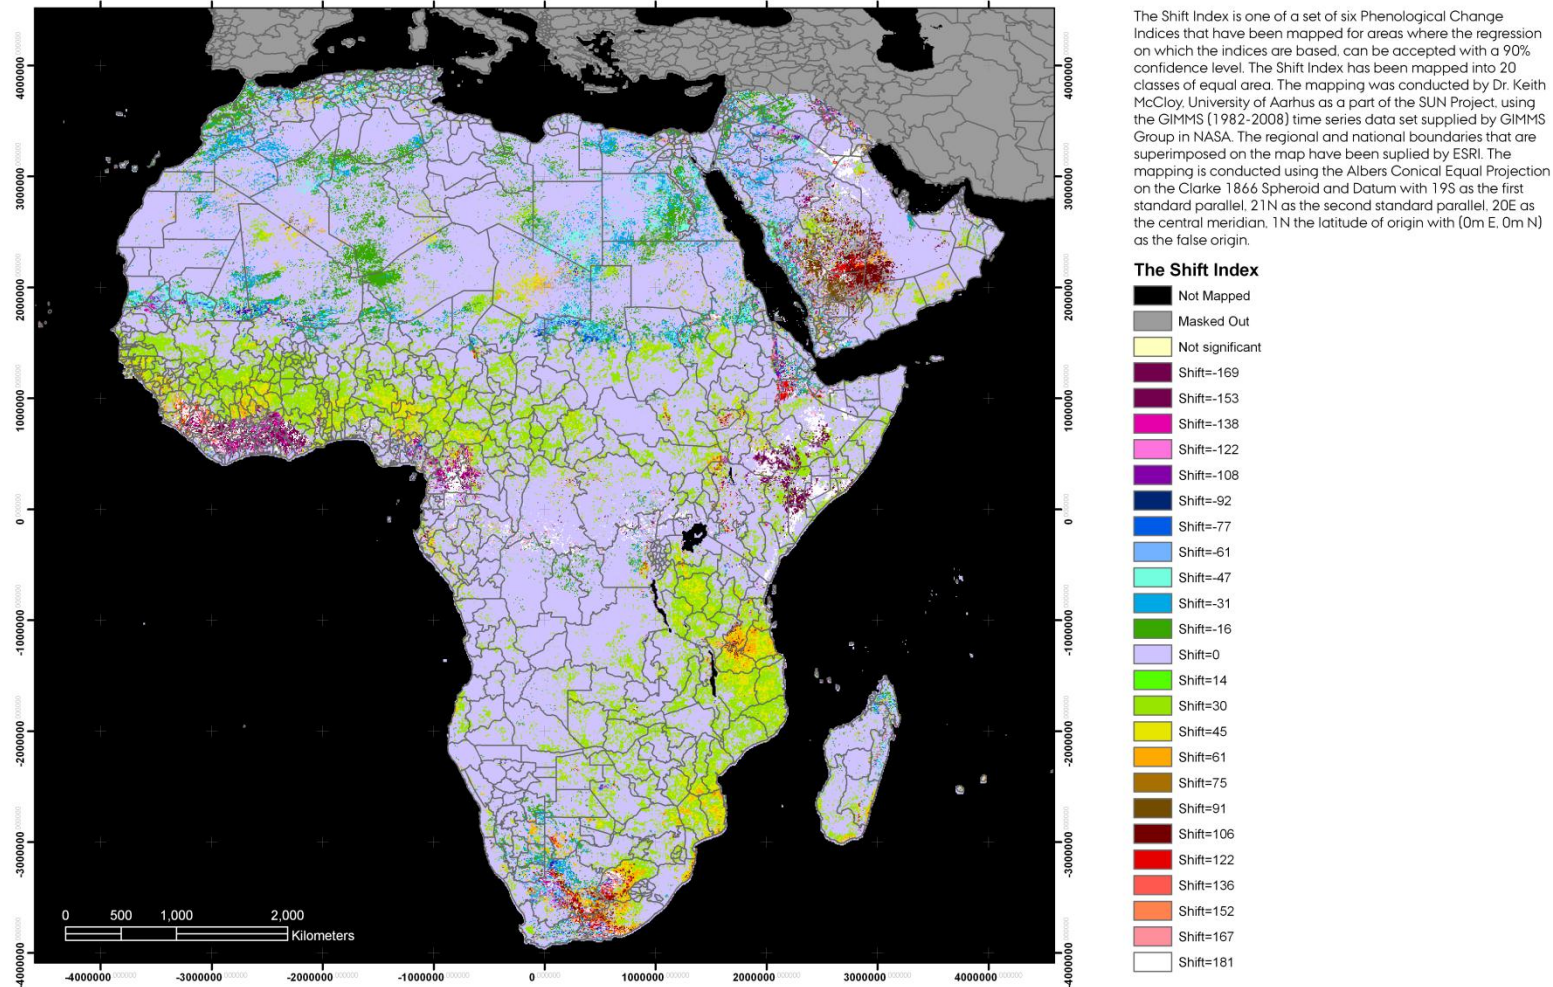 The Shift Index is one of a set of six Phenological Change
Indices that have been mapped for areas where the regression
on which the indices are based, can be accepted with a 90%
confidence level. The Shift Index has been mapped into 20
classes of equal area. The mapping was conducted by Dr. Keith
McCloy, University of Aarhus as a part of the SUN Project, using
the GIMMS (1982-2008) time series data set supplied by GIMMS
Group in NASA. The regional and national boundaries that are
superimposed on the map have been suplied by ESRI. The
mapping is conducted using the Albers Conical Equal Projection
on the Clarke 1866 Spheroid and Datum with 19S as the first
standard parallel, 21N as the second standard parallel, 20E as
the central meridian, 1N the latitude of origin with (0m E, 0m N)
as the false origin.
The Shift Index
Not Mapped
Masked Out
Not significant
Shift=-169
Shift=-153
Shift=-138
Shift=-122
Shift=-108
Shift=-92
Shift=-77
Shift=-61
Shift=-47
Shift=-31
Shift=-16
Shift=0
Shift=14
Shift=30
Shift=45
Shift=61
Shift=75
Shift=91
Shift=106
Shift=122
Shift=136
Shift=152
Shift=167
Shift=181
4000000
3000000
2000000
1000000
0
-1000000
-2000000
-3000000
-4000000
4000000
3000000
2000000
1000000
0
-1000000
-2000000
-3000000
-4000000
0 500 1,000 2,000
Kilometers
-4000000 -3000000 -2000000 -1000000 0 1000000 2000000 3000000 4000000